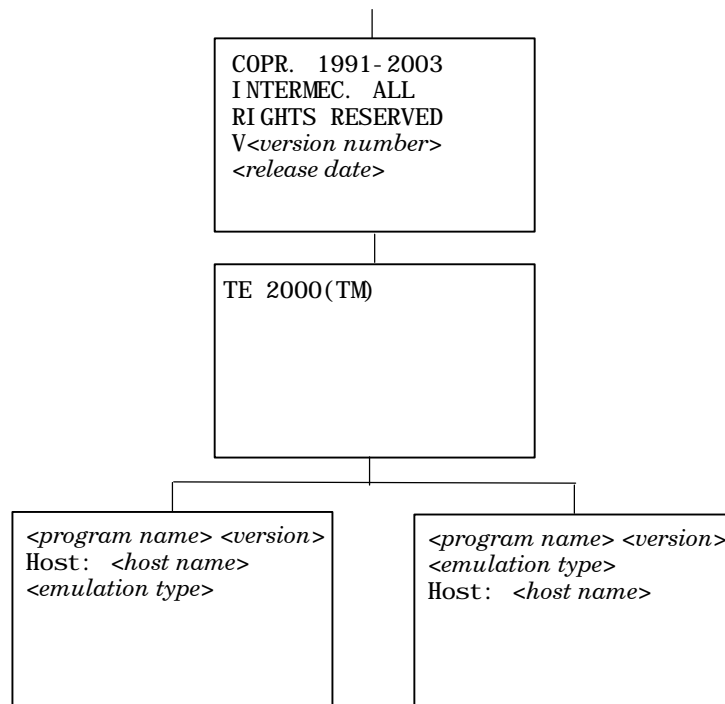 COPR. 1991-2003
INTERMEC. ALL
RIGHTS RESERVED
V<version number>
<release date>
TE 2000(TM)
<program name> <version>
Host: <host name>
<emulation type>
<program name> <version>
<emulation type>
Host: <host name>